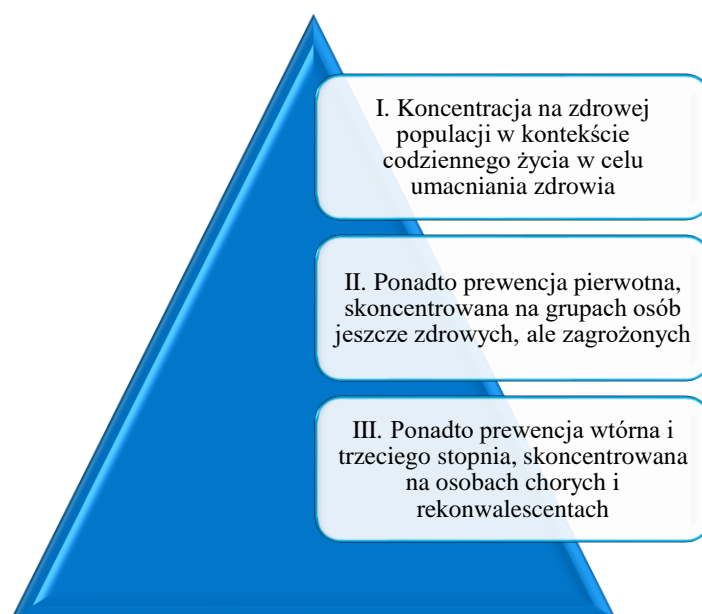 I. Koncentracja na zdrowej
populacji w kontekście
codziennego życia w celu
umacniania zdrowia
II. Ponadto prewencja pierwotna,
skoncentrowana na grupach osób
jeszcze zdrowych, ale zagrożonych
III. Ponadto prewencja wtórna i
trzeciego stopnia, skoncentrowana
na osobach chorych i
rekonwalescentach